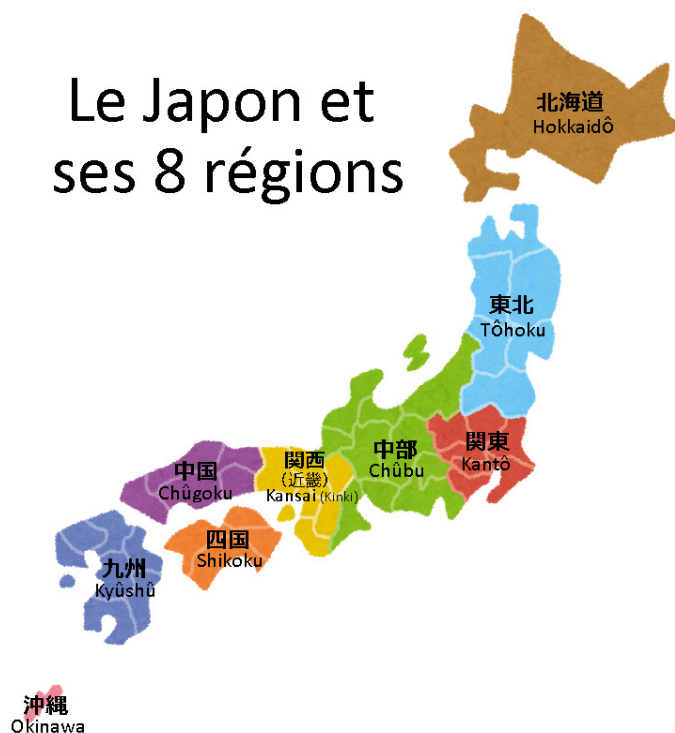 Le Japon et
ses 8 régions
北海道
Hokkaidô
東北
Tôhoku
関東
Kantô
中部
Chûbu
関西
(近畿)
Kansai (Kinki)
中国
Chûgoku
四国
Shikoku
九州
Kyûshû
沖縄
Okinawa